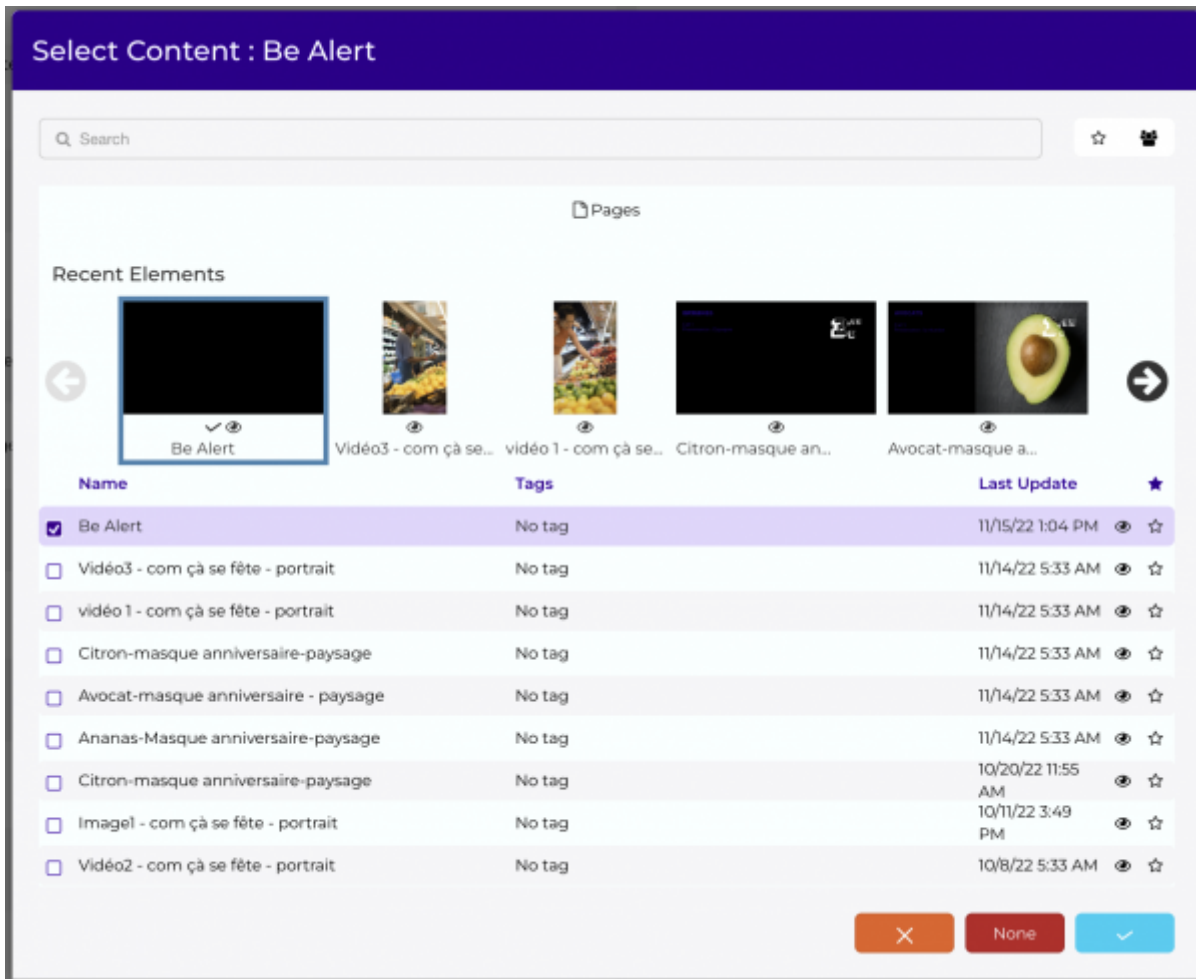 Select Content : Be Alert
Search
Pages
Recent Elements
Be Alert
Vidéo3 - com çà se...
vidéo 1 - com çà se...
Citron-masque an...
Avocat-masque a...
Name Tags Last Update
Be Alert No tag 11/15/22 1:04 PM
Vidéo3 - com çà se fête - portrait No tag 11/14/22 5:33 AM
vidéo 1 - com çà se fête - portrait No tag 11/14/22 5:33 AM
Citron-masque anniversaire-paysage No tag 11/14/22 5:33 AM
Avocat-masque anniversaire - paysage No tag 11/14/22 5:33 AM
Ananas-Masque anniversaire-paysage No tag 11/14/22 5:33 AM
Citron-masque anniversaire-paysage No tag 10/20/22 11:55
AM
Image1 - com çà se fête - portrait No tag 10/11/22 3:49
PM
Vidéo2 - com çà se fête - portrait No tag 10/8/22 5:33 AM
None